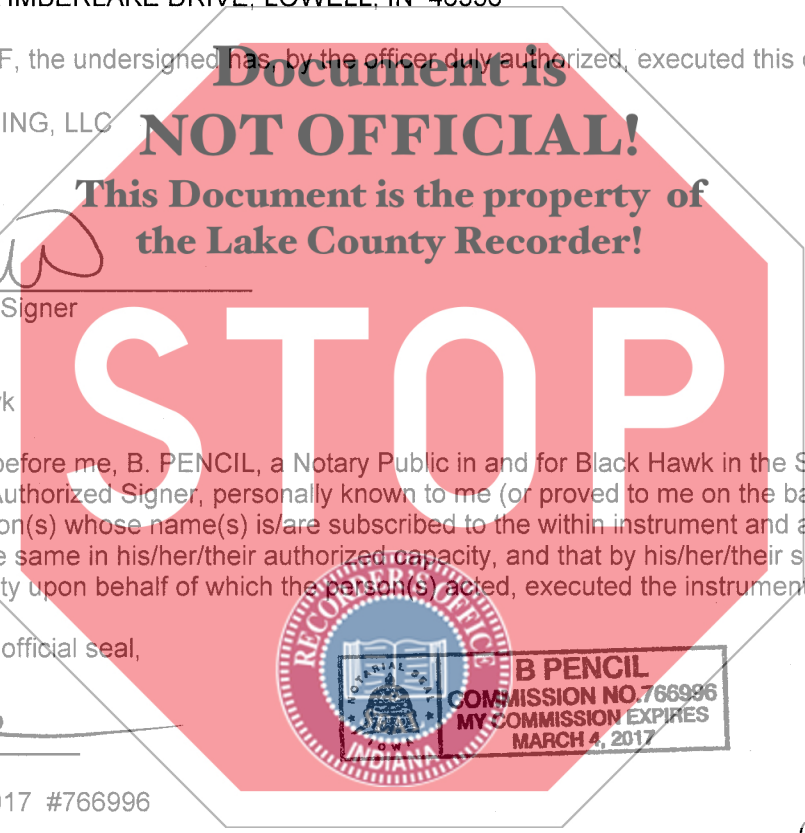 TIMBERLAKE DRIVE, LOWELL, IN 46356
F, the undersigned has, by the officer duly authorized, executed this
Document is
ING, LLC
NOT OFFICIAL!
This Document is the property of
the Lake County Recorder!
Signer
STOP
k
before me, B. PENCIL, a Notary Public in and for Black Hawk in the S
Authorized Signer, personally known to me (or proved to me on the ba
on(s) whose name(s) is/are subscribed to the within instrument and a
e same in his/her/their authorized capacity, and that by his/her/their s
ty upon behalf of which the person(s) acted, executed the instrument
official seal,
RECORDER'S OFFICE
INDIANA
NOTARIAL SEAL
IOWA
B PENCIL
COMMISSION NO.766996
MY COMMISSION EXPIRES
MARCH 4, 2017
017 #766996